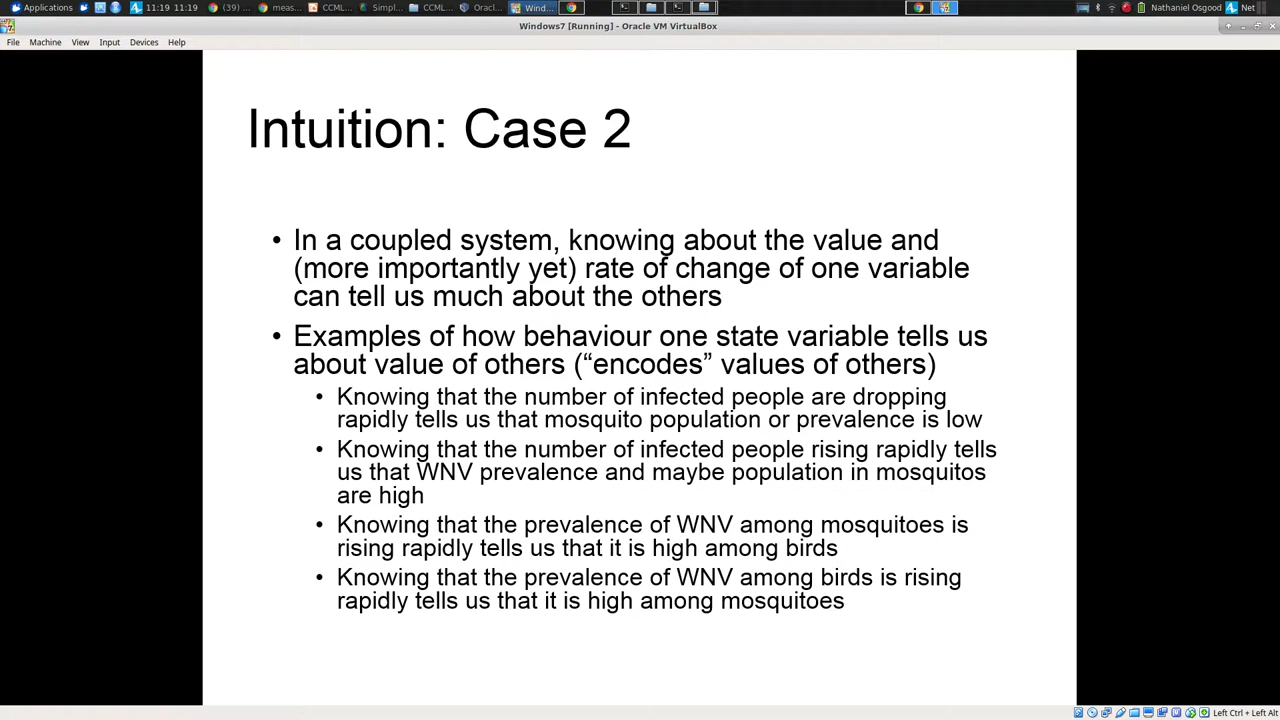 Applications 11:19 11:19 (39) ... meas... CCML... Simpl... CCML... Oracl... Wind... Nathaniel Osgood Net
Windows7 [Running] - Oracle VM VirtualBox
File Machine View Input Devices Help
Intuition: Case 2
• In a coupled system, knowing about the value and
(more importantly yet) rate of change of one variable
can tell us much about the others
• Examples of how behaviour one state variable tells us
about value of others (“encodes” values of others)
• Knowing that the number of infected people are dropping
rapidly tells us that mosquito population or prevalence is low
• Knowing that the number of infected people rising rapidly tells
us that WNV prevalence and maybe population in mosquitos
are high
• Knowing that the prevalence of WNV among mosquitoes is
rising rapidly tells us that it is high among birds
• Knowing that the prevalence of WNV among birds is rising
rapidly tells us that it is high among mosquitoes
Left Ctrl + Left Alt